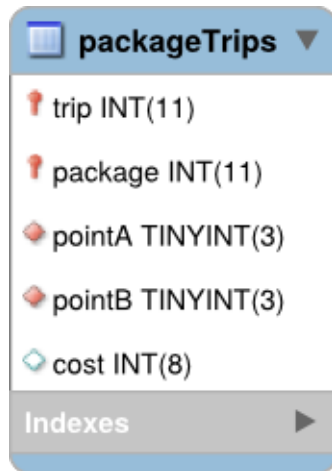 packageTrips
trip INT(11)
package INT(11)
pointA TINYINT(3)
pointB TINYINT(3)
cost INT(8)
Indexes